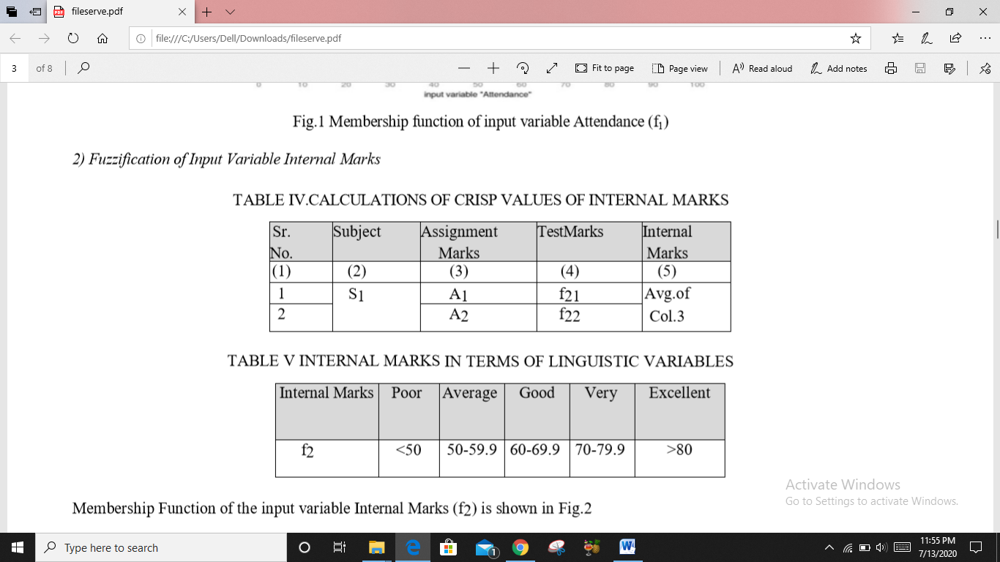 fileserve.pdf
file:///C:/Users/Dell/Downloads/fileserve.pdf
3 of 8 Fit to page Page view Read aloud Add notes
0 10 20 30 40 50 60 70 80 90 100
input variable "Attendance"
Fig.1 Membership function of input variable Attendance (f1)
2) Fuzzification of Input Variable Internal Marks
TABLE IV.CALCULATIONS OF CRISP VALUES OF INTERNAL MARKS
Sr. Subject Assignment TestMarks Internal
No. Marks Marks
(1) (2) (3) (4) (5)
1 S1 A1 f21 Avg.of
2 A2 f22 Col.3
TABLE V INTERNAL MARKS IN TERMS OF LINGUISTIC VARIABLES
Internal Marks Poor Average Good Very Excellent
f2 <50 50-59.9 60-69.9 70-79.9 >80
Membership Function of the input variable Internal Marks (f2) is shown in Fig.2
Activate Windows
Go to Settings to activate Windows.
Type here to search
1
11:55 PM
7/13/2020